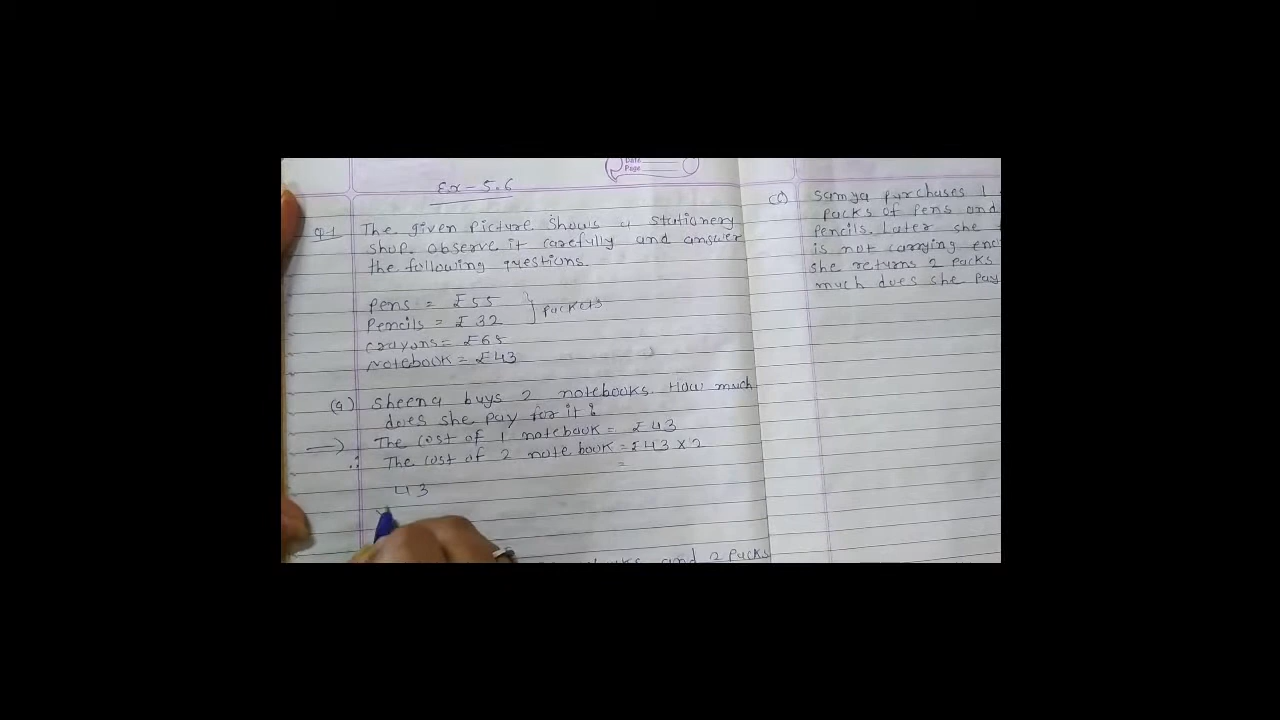 Date
Page
Ex - 5.6
Q-1 The given picture shows a stationery
shop. observe it carefully and answer
the following questions.
Pens = ₹55
Pencils = ₹32
} Packets
Crayons = ₹65
Notebook = ₹43
(a) Sheena buys 2 notebooks. How much
does she pay for it?
→ The cost of 1 notebook = ₹43
∴ The cost of 2 notebook = ₹43 × 2
=
43
×
and 2 packs
(c) Samya purchases 1
packs of pens and
pencils. Later she
is not carrying
she returns 2 packs
much does she pay